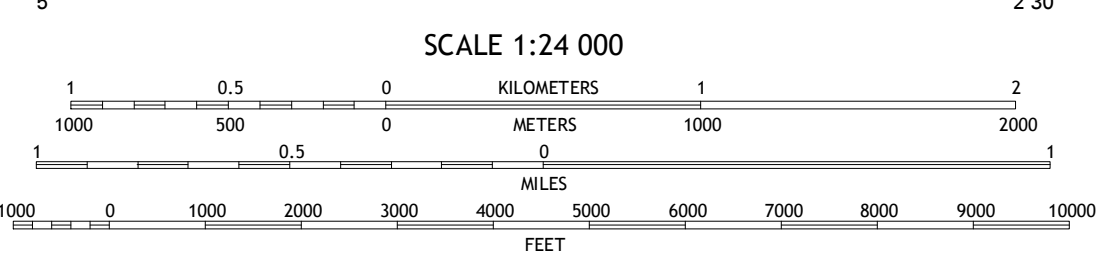 5 2 30
SCALE 1:24 000
1 0.5 0 KILOMETERS 1 2
1000 500 0 METERS 1000 2000
1 0.5 0 1
MILES
1000 0 1000 2000 3000 4000 5000 6000 7000 8000 9000 10000
FEET